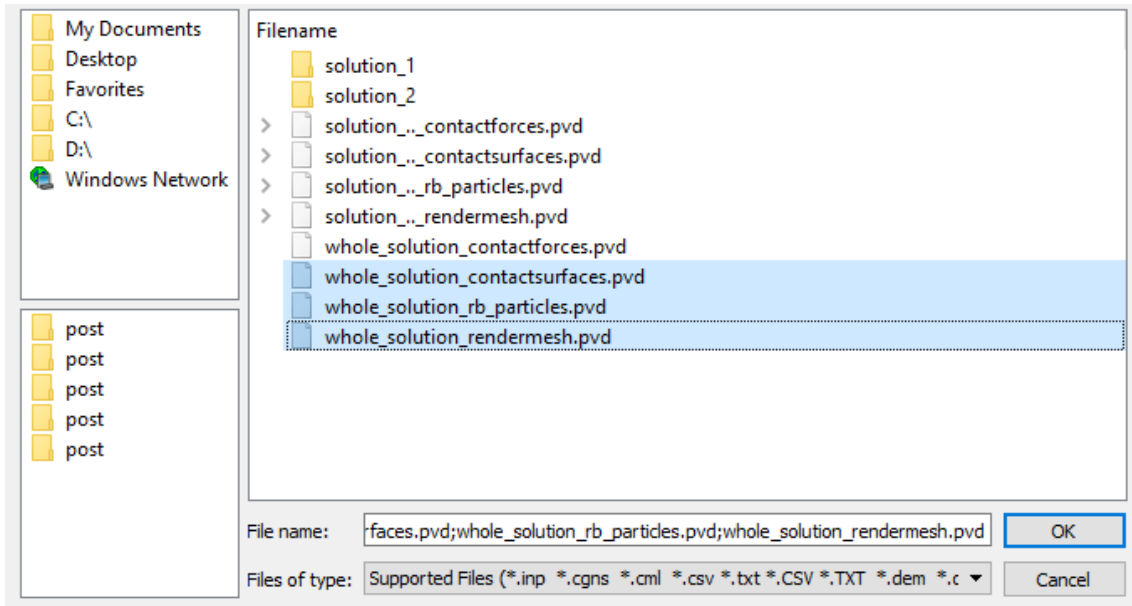 My Documents
Desktop
Favorites
C:\
D:\
Windows Network
post
post
post
post
post
Filename
solution_1
solution_2
solution_.._contactforces.pvd
solution_.._contactsurfaces.pvd
solution_.._rb_particles.pvd
solution_.._rendermesh.pvd
whole_solution_contactforces.pvd
whole_solution_contactsurfaces.pvd
whole_solution_rb_particles.pvd
whole_solution_rendermesh.pvd
File name: rfaces.pvd;whole_solution_rb_particles.pvd;whole_solution_rendermesh.pvd OK
Files of type: Supported Files (*.inp *.cgns *.cml *.csv *.txt *.CSV *.TXT *.dem *.c Cancel